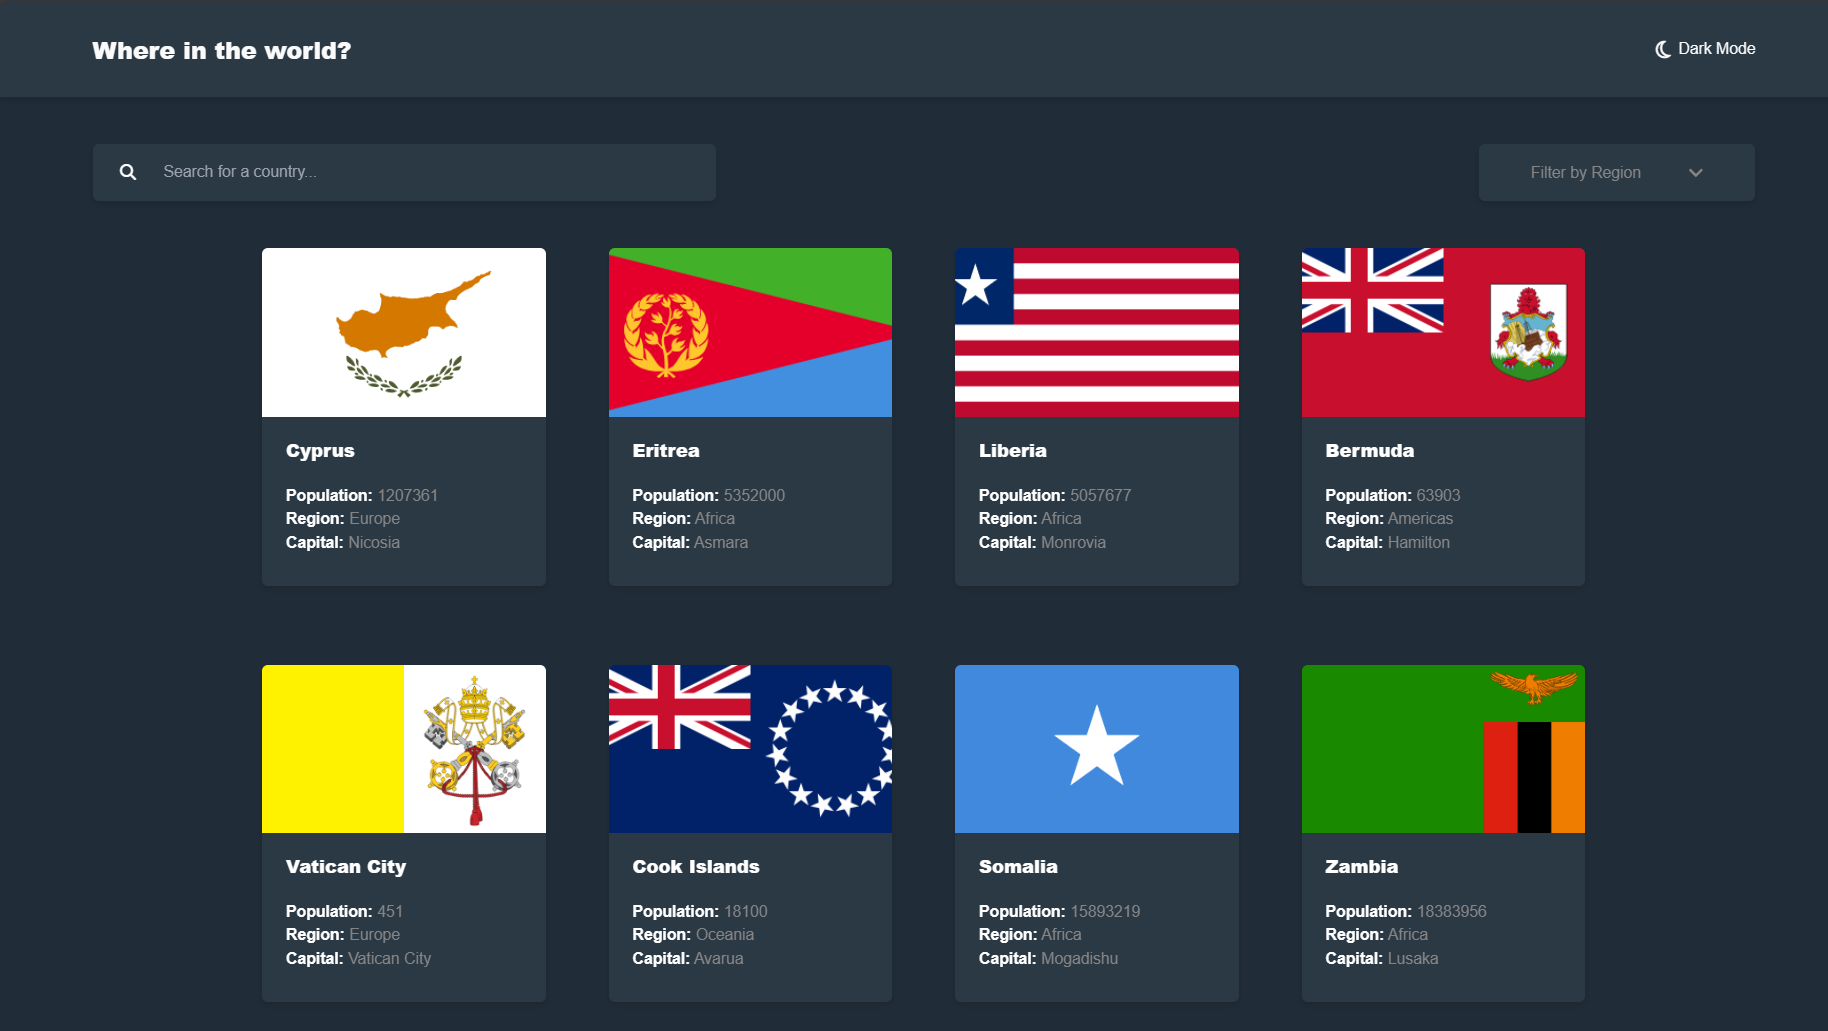 Where in the world?
Dark Mode
Search for a country...
Filter by Region
Cyprus
Population: 1207361
Region: Europe
Capital: Nicosia
Eritrea
Population: 5352000
Region: Africa
Capital: Asmara
Liberia
Population: 5057677
Region: Africa
Capital: Monrovia
Bermuda
Population: 63903
Region: Americas
Capital: Hamilton
Vatican City
Population: 451
Region: Europe
Capital: Vatican City
Cook Islands
Population: 18100
Region: Oceania
Capital: Avarua
Somalia
Population: 15893219
Region: Africa
Capital: Mogadishu
Zambia
Population: 18383956
Region: Africa
Capital: Lusaka